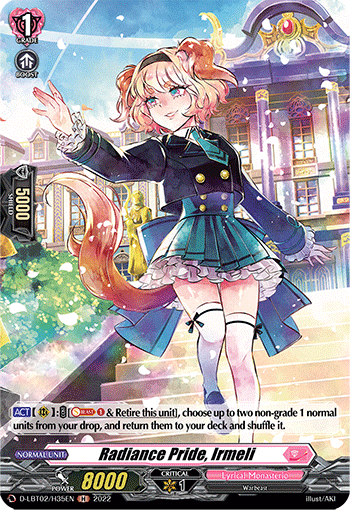 1
GRADE
BOOST
5000
SHIELD
ACT [ ] : [ BLAST 1 & Retire this unit], choose up to two non-grade 1 normal
units from your drop, and return them to your deck and shuffle it.
NORMAL UNIT
Radiance Pride, Irmeli
POWER 8000
CRITICAL
1
Lyrical Monasterio
Warbeast
D-LBT02/H35EN H 2022
illust/AKI